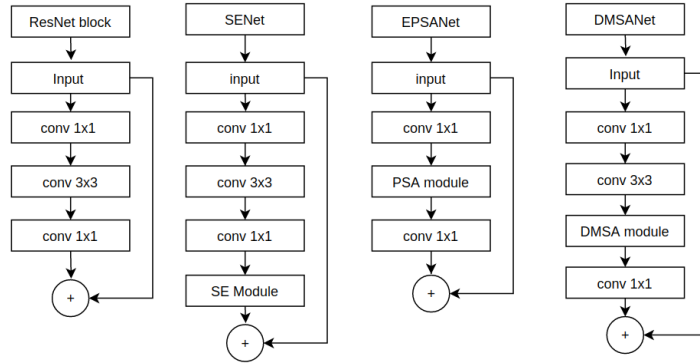 ResNet block
Input
conv 1x1
conv 3x3
conv 1x1
+
SENet
input
conv 1x1
conv 3x3
conv 1x1
SE Module
+
EPSANet
input
conv 1x1
PSA module
conv 1x1
+
DMSANet
Input
conv 1x1
conv 3x3
DMSA module
conv 1x1
+